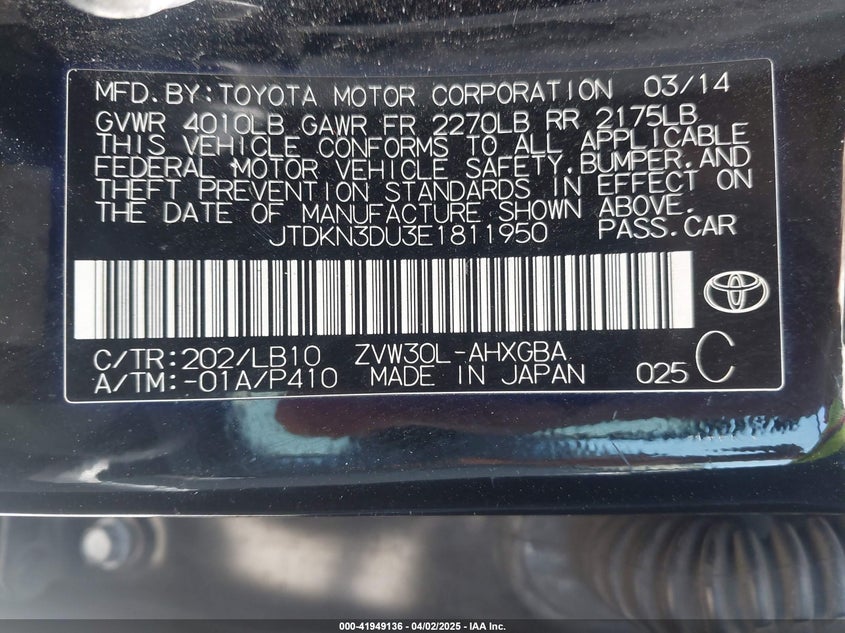 MFD.BY:TOYOTA MOTOR CORPORATION 03/14
GVWR 4010LB GAWR FR 2270LB RR 2175LB
THIS VEHICLE CONFORMS TO ALL APPLICABLE
FEDERAL MOTOR VEHICLE SAFETY,BUMPER,AND
THEFT PREVENTION STANDARDS IN EFFECT ON
THE DATE OF MANUFACTURE SHOWN ABOVE.
JTDKN3DU3E1811950 PASS.CAR
C/TR:202/LB10 ZVW30L-AHXGBA
A/TM:-01A/P410 MADE IN JAPAN 025 C
000-41949136 - 04/02/2025 - IAA Inc.